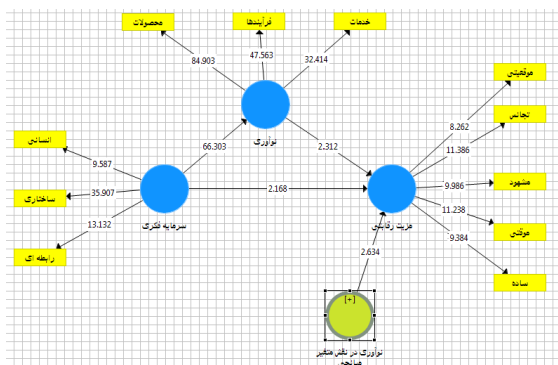 محصولات
فرآیندها
خدمات
84.903
47.563
32.414
موقعیتی
تجانس
مشهود
موقتی
ساده
8.262
11.386
9.986
11.238
9.384
نوآوری
انسانی
ساختاری
رابطه ای
9.587
35.907
13.132
66.303
2.312
2.168
سرمایه فکری
مزیت رقابتی
2.634
[+]
نوآوری در نقش متغیر